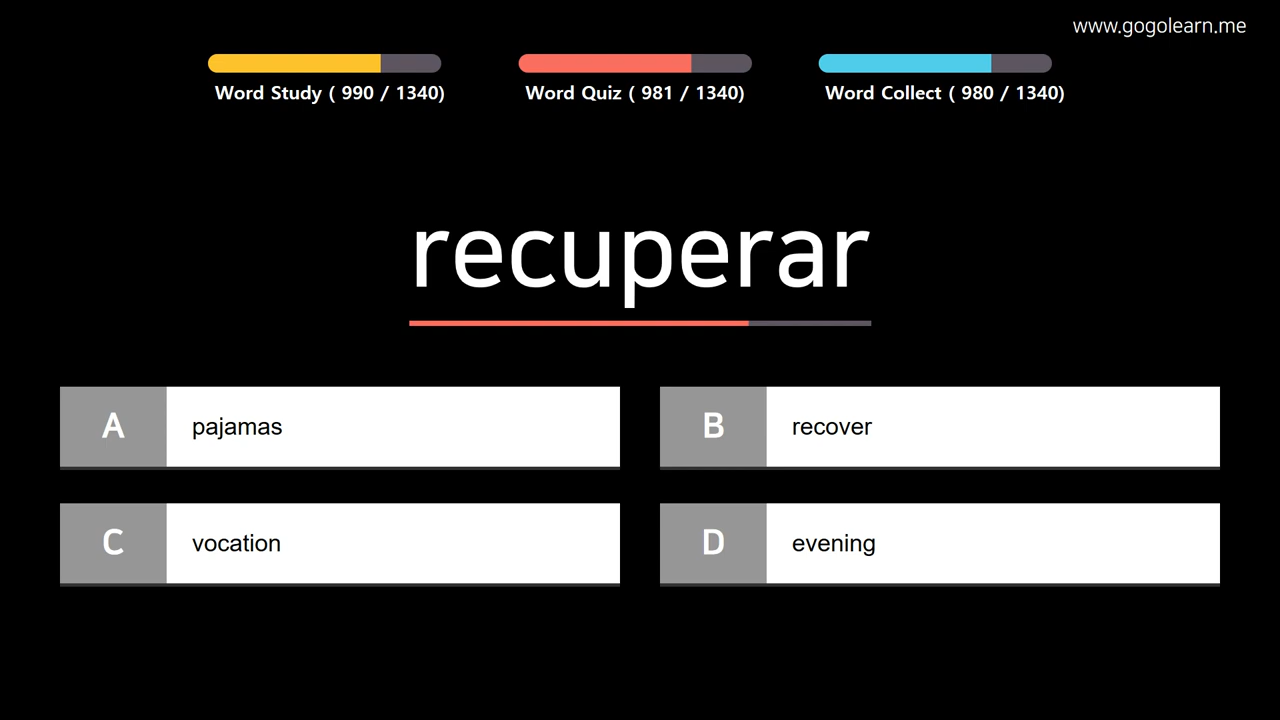 www.gogolearn.me
Word Study ( 990 / 1340)
Word Quiz ( 981 / 1340)
Word Collect ( 980 / 1340)
recuperar
A pajamas
B recover
C vocation
D evening